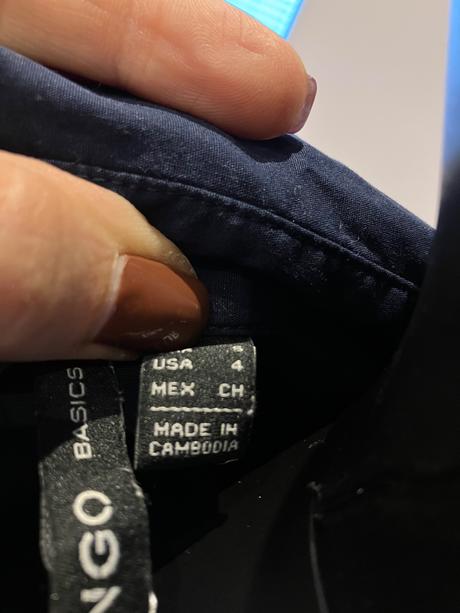 USA 4
MEX CH
MADE IN
CAMBODIA
BASICS
NGO